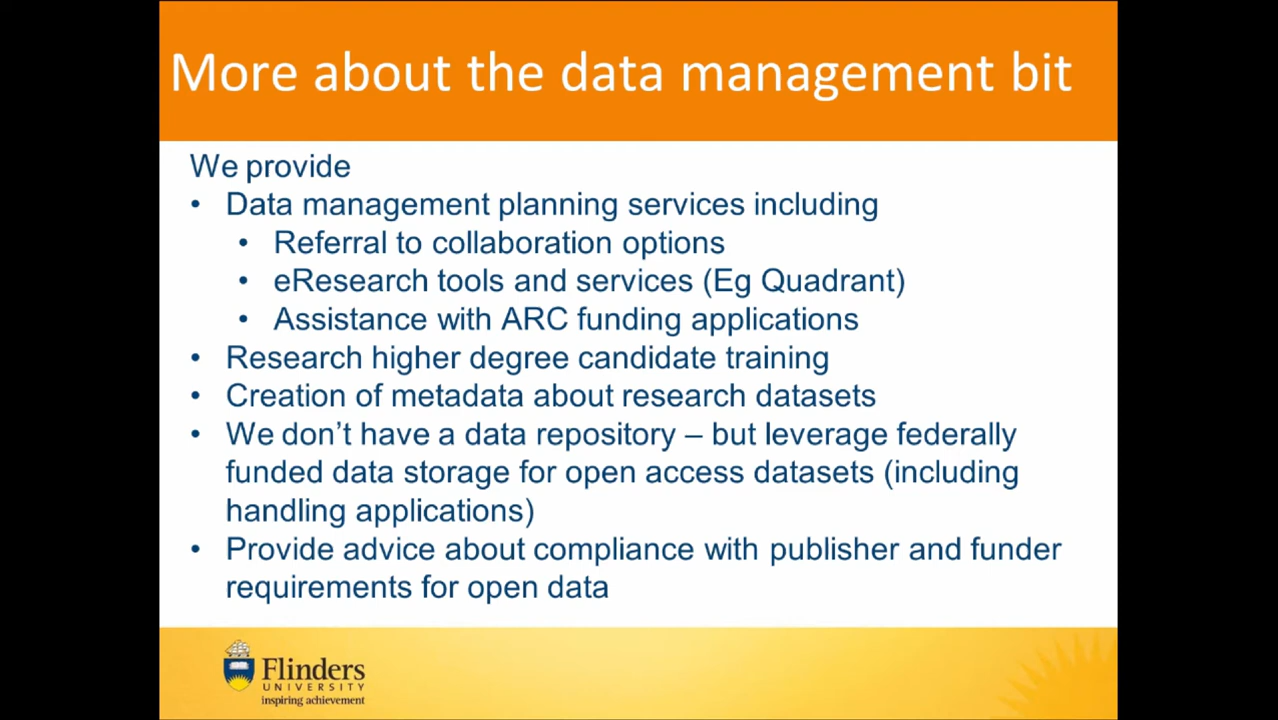 More about the data management bit
We provide
• Data management planning services including
• Referral to collaboration options
• eResearch tools and services (Eg Quadrant)
• Assistance with ARC funding applications
• Research higher degree candidate training
• Creation of metadata about research datasets
• We don’t have a data repository – but leverage federally
funded data storage for open access datasets (including
handling applications)
• Provide advice about compliance with publisher and funder
requirements for open data
Flinders
UNIVERSITY
inspiring achievement